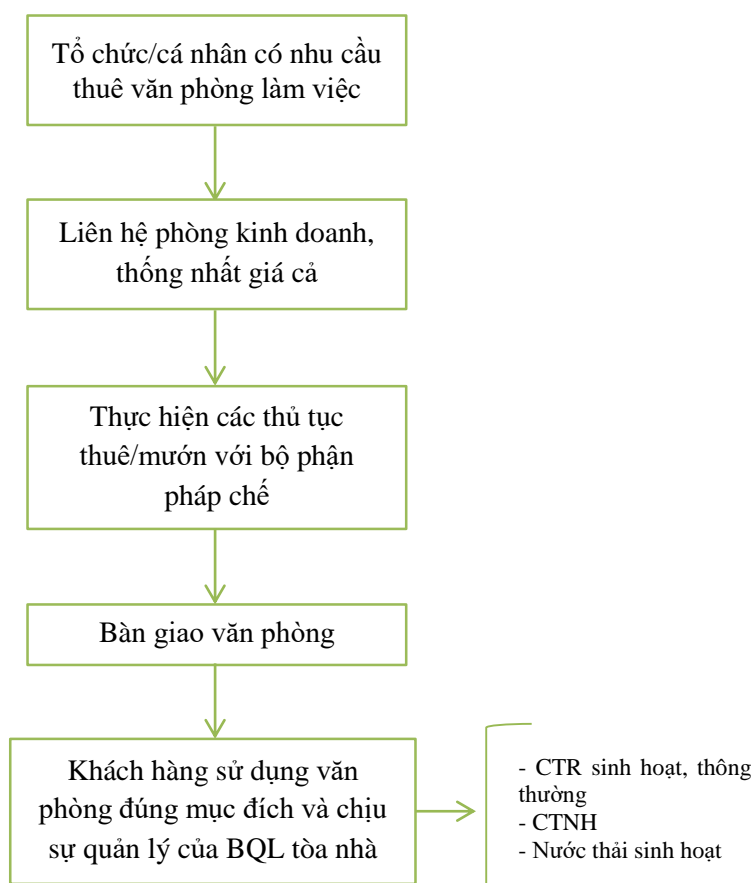 Tổ chức/cá nhân có nhu cầu
thuê văn phòng làm việc
Liên hệ phòng kinh doanh,
thống nhất giá cả
Thực hiện các thủ tục
thuê/mướn với bộ phận
pháp chế
Bàn giao văn phòng
Khách hàng sử dụng văn
phòng đúng mục đích và chịu
sự quản lý của BQL tòa nhà
- CTR sinh hoạt, thông
thường
- CTNH
- Nước thải sinh hoạt